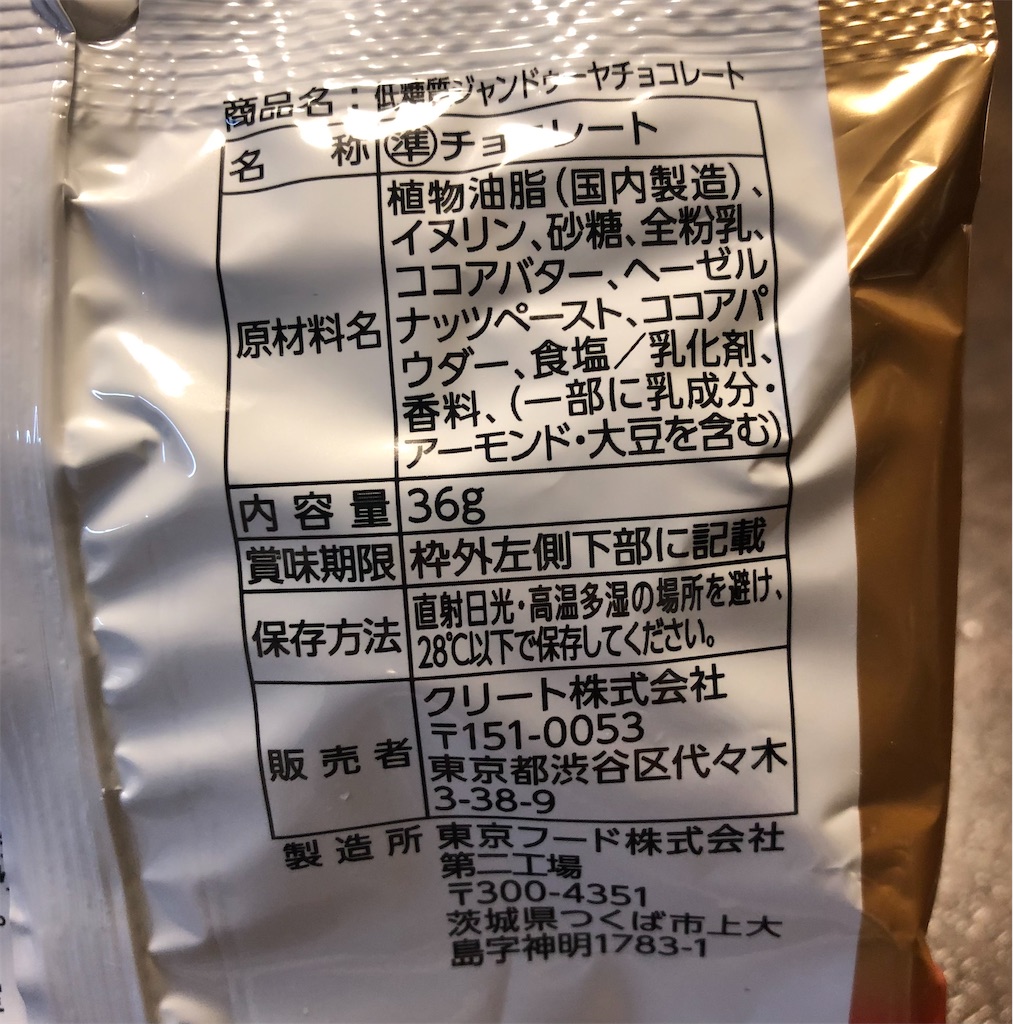 商品名:低糖質ジャンドゥーヤチョコレート
名称 ㊜チョコレート
原材料名
植物油脂(国内製造)、
イヌリン、砂糖、全粉乳、
ココアバター、ヘーゼル
ナッツペースト、ココアパ
ウダー、食塩/乳化剤、
香料、(一部に乳成分・
アーモンド・大豆を含む)
内容量 36g
賞味期限 枠外左側下部に記載
保存方法
直射日光・高温多湿の場所を避け、
28℃以下で保存してください。
販売者
クリート株式会社
〒151-0053
東京都渋谷区代々木
3-38-9
製造所 東京フード株式会社
第二工場
〒300-4351
茨城県つくば市上大
島字神明1783-1